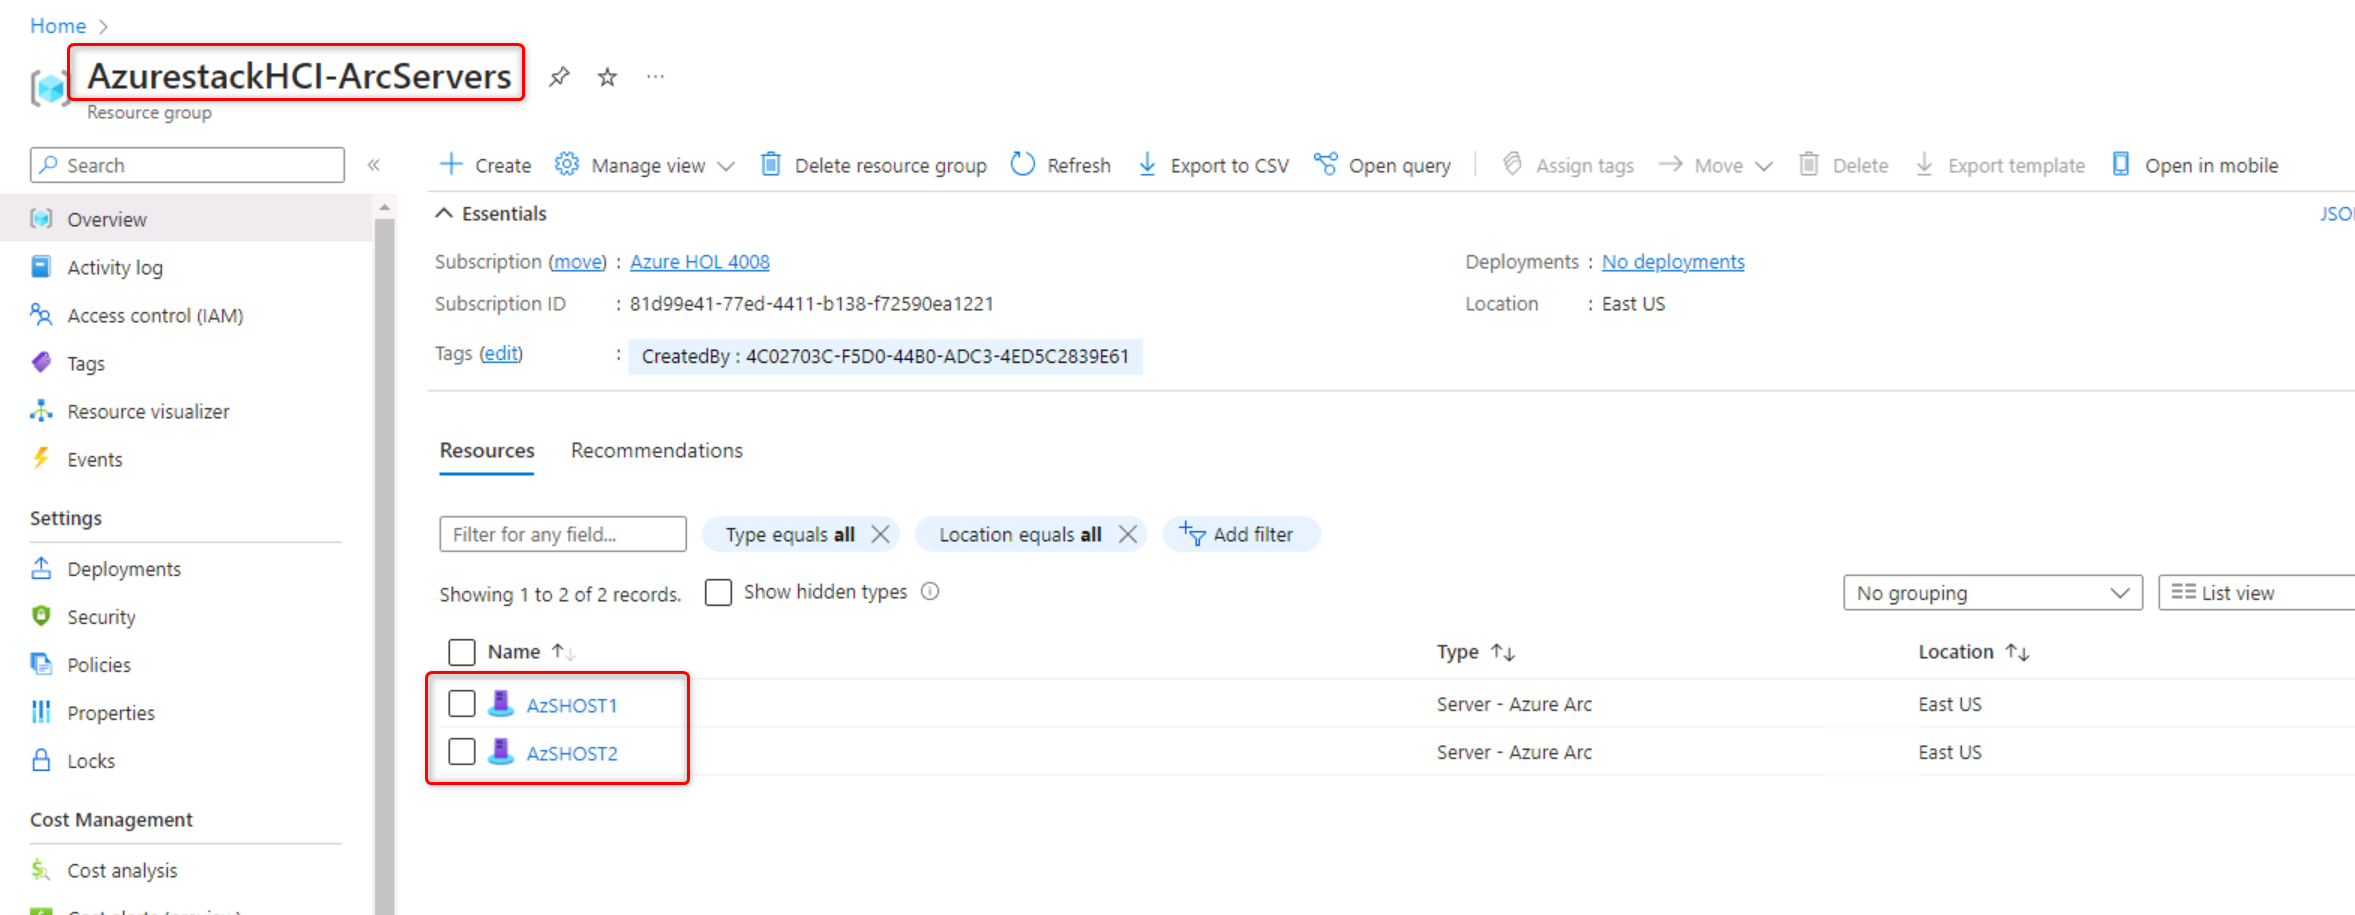 Home >
AzurestackHCI-ArcServers ...
Resource group
Search «
Create Manage view Delete resource group Refresh Export to CSV Open query Assign tags Move Delete Export template Open in mobile
Overview
Activity log
Access control (IAM)
Tags
Resource visualizer
Events
Settings
Deployments
Security
Policies
Properties
Locks
Cost Management
Cost analysis
Cost alerts (preview)
Essentials
Subscription (move) : Azure HOL 4008 Deployments : No deployments
Subscription ID : 81d99e41-77ed-4411-b138-f72590ea1221 Location : East US
Tags (edit) : CreatedBy : 4C02703C-F5D0-44B0-ADC3-4ED5C2839E61
Resources Recommendations
Filter for any field... Type equals all Location equals all Add filter
Showing 1 to 2 of 2 records. Show hidden types No grouping List view
Name Type Location
AzSHOST1 Server - Azure Arc East US
AzSHOST2 Server - Azure Arc East US